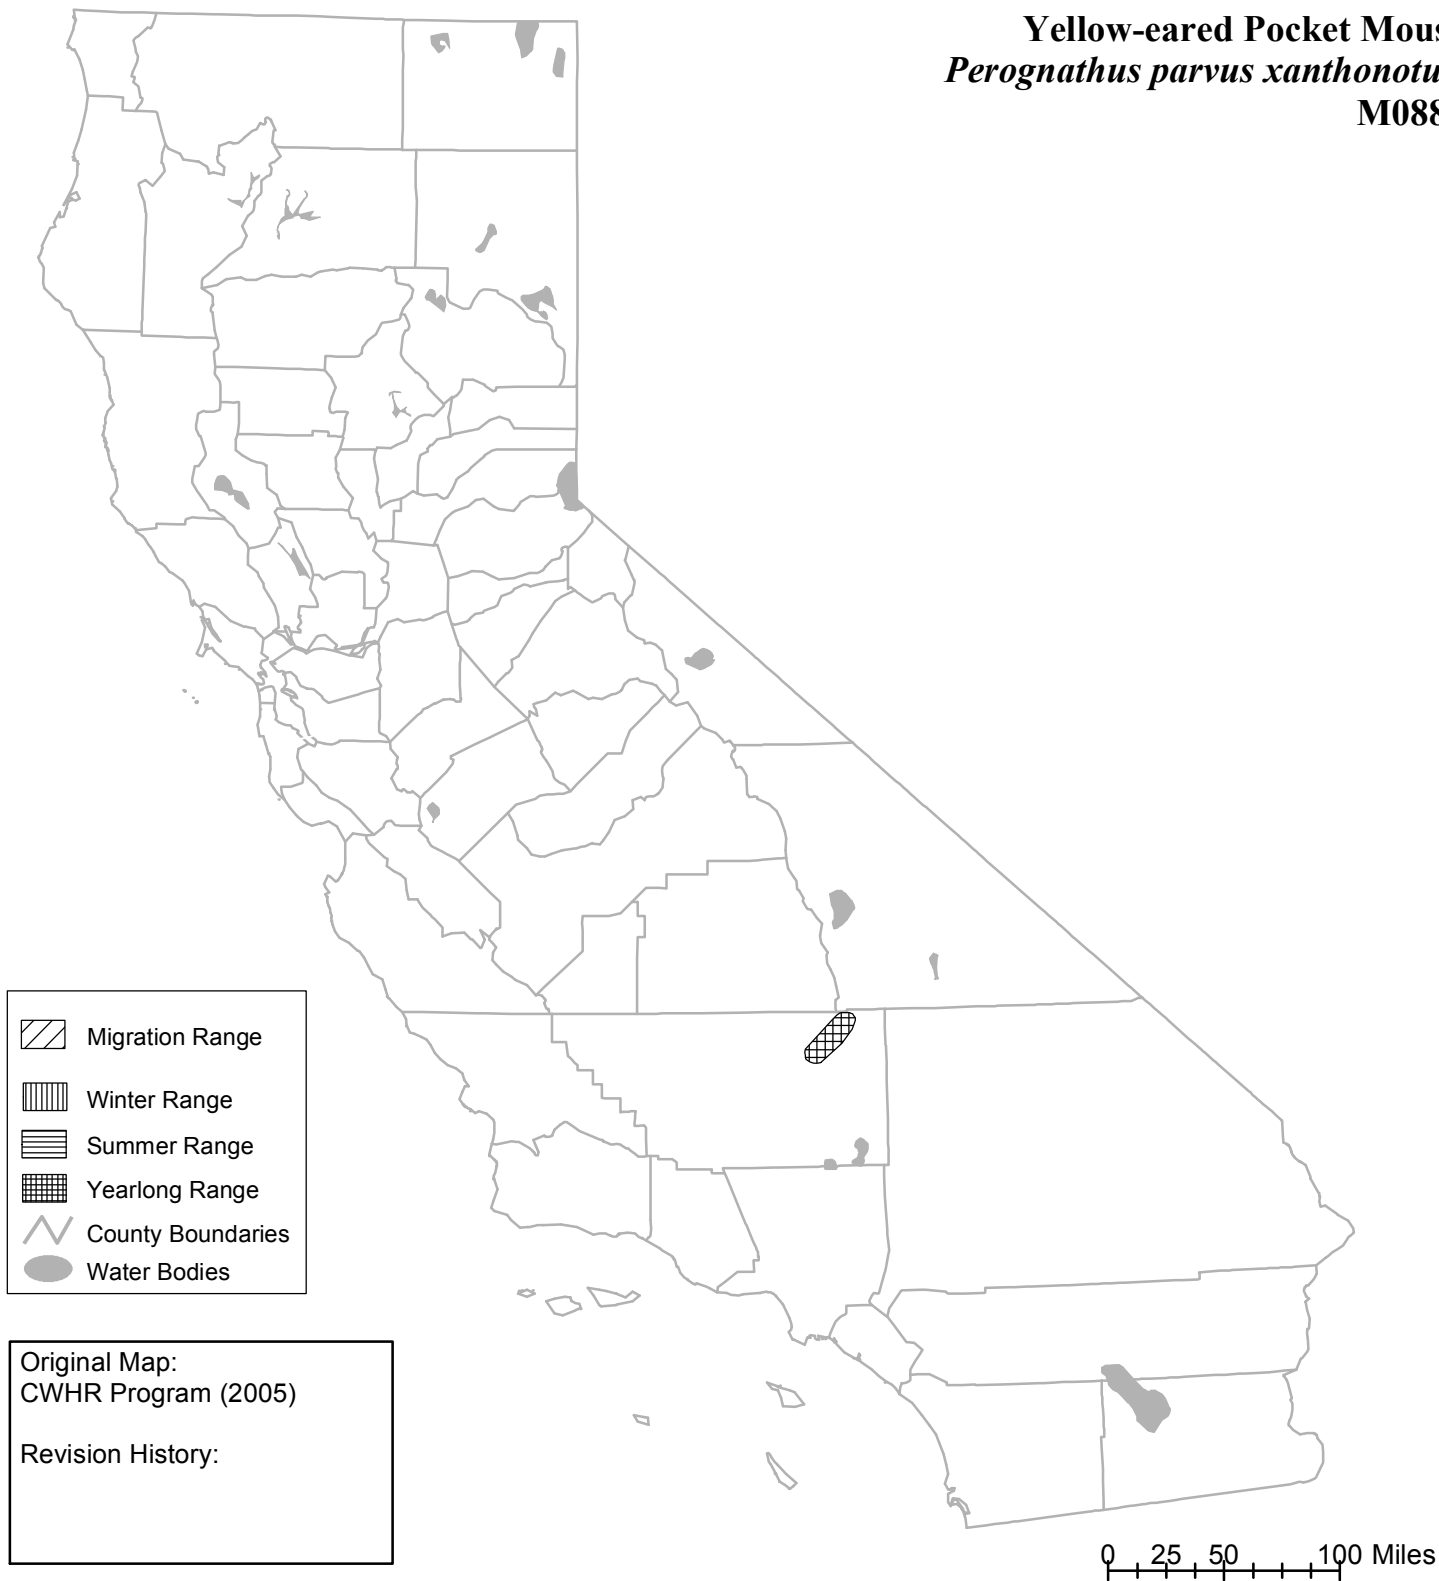 Yellow-eared Pocket Mous
Perognathus parvus xanthonotu
M088
Migration Range
Winter Range
Summer Range
Yearlong Range
County Boundaries
Water Bodies
Original Map:
CWHR Program (2005)
Revision History:
0 25 50 100 Miles